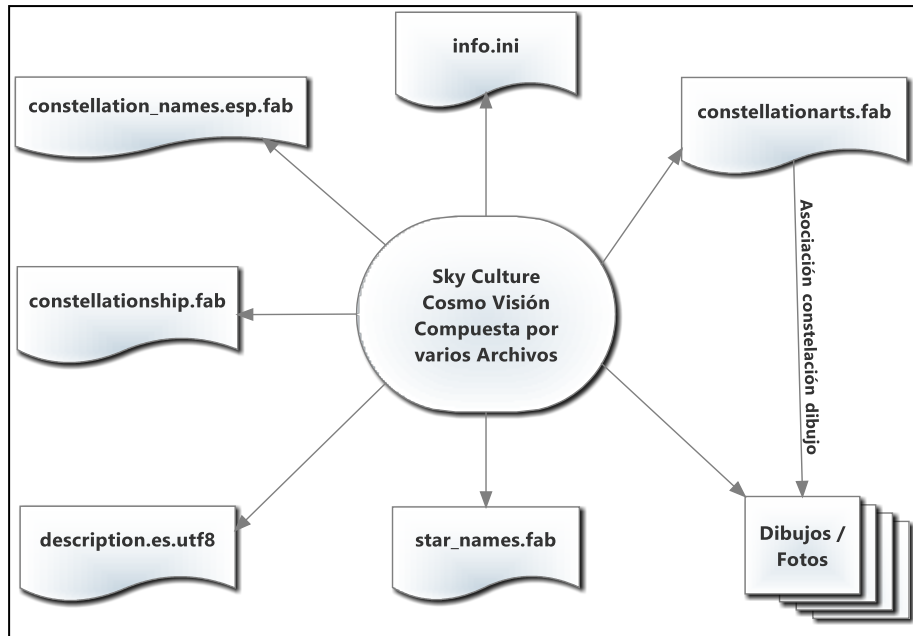 info.ini
constellation_names.esp.fab
constellationarts.fab
Asociación constelación dibujo
Sky Culture
Cosmo Visión
Compuesta por
varios Archivos
constellationship.fab
description.es.utf8
star_names.fab
Dibujos /
Fotos